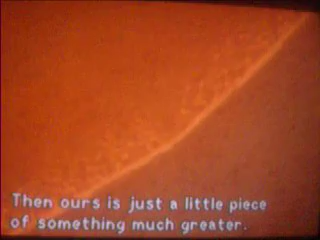 Then ours is just a little piece
of something much greater.